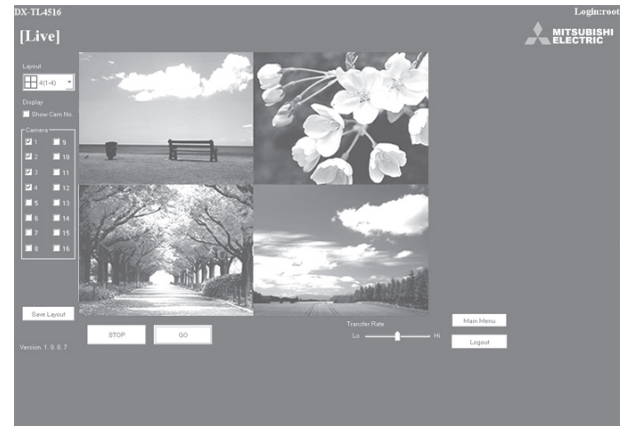 DX-TL4516
Login:root
[Live]
MITSUBISHI
ELECTRIC
Layout
4(1-4)
Display
Show Cam No.
Camera
1 9
2 10
3 11
4 12
5 13
6 14
7 15
8 16
Save Layout
STOP GO
Transfer Rate
Lo Hi
Main Menu
Logout
Version. 1. 0. 0. 7